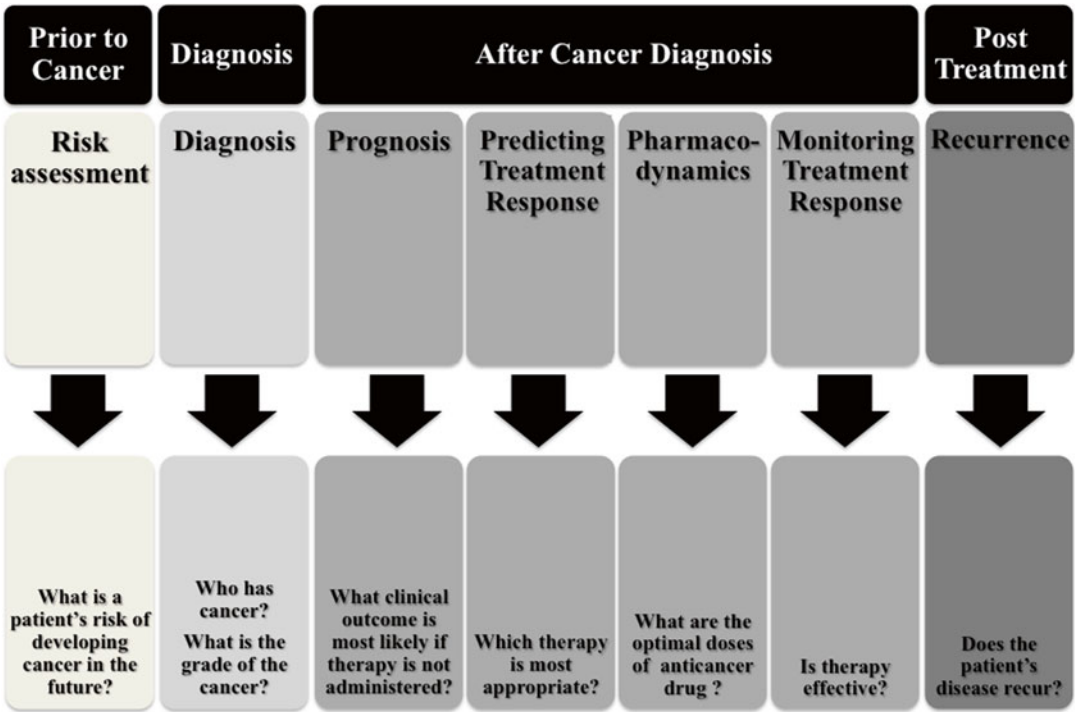 Prior to
Cancer
Diagnosis
After Cancer Diagnosis
Post
Treatment
Risk
assessment
Diagnosis
Prognosis
Predicting
Treatment
Response
Pharmaco-
dynamics
Monitoring
Treatment
Response
Recurrence
What is a
patient's risk of
developing
cancer in the
future?
Who has
cancer?
What is the
grade of the
cancer?
What clinical
outcome is
most likely if
therapy is not
administered?
Which therapy
is most
appropriate?
What are the
optimal doses
of anticancer
drug ?
Is therapy
effective?
Does the
patient's
disease recur?